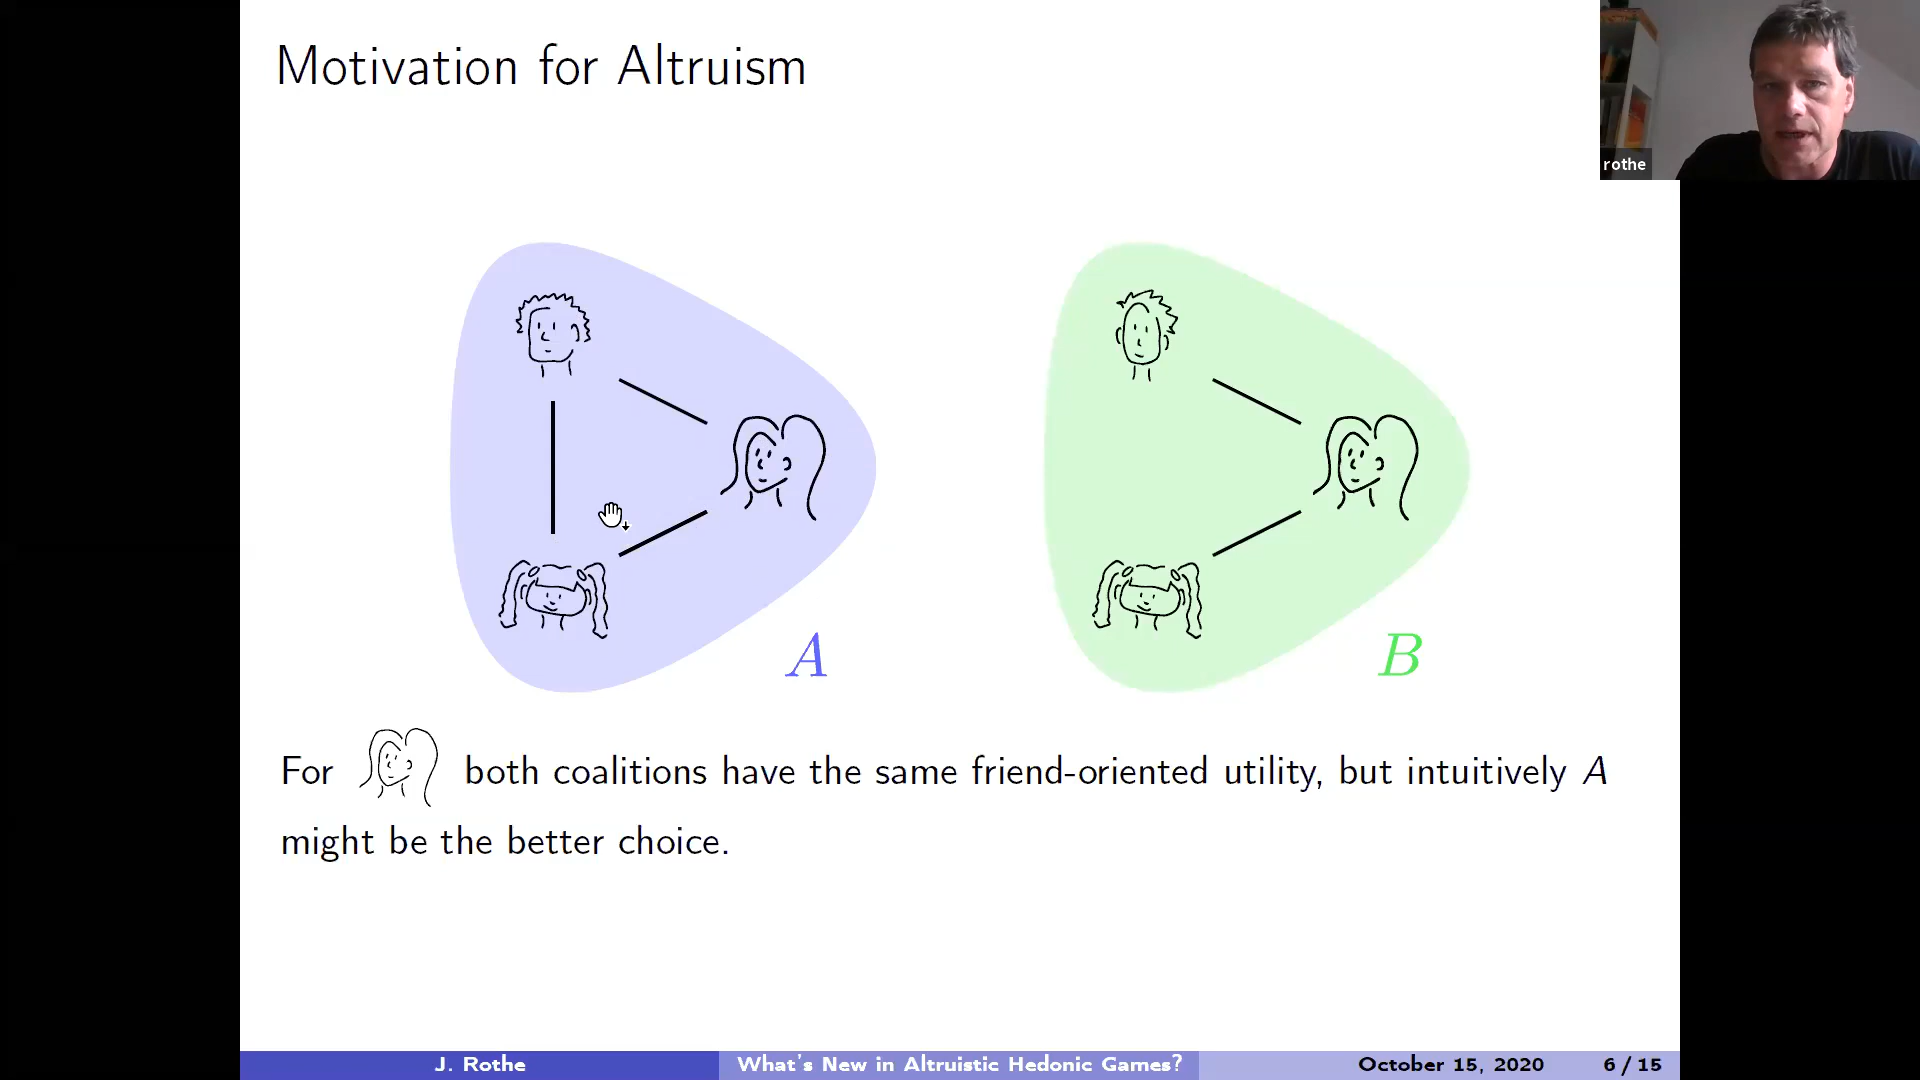 Motivation for Altruism
rothe
A
B
For both coalitions have the same friend-oriented utility, but intuitively A
might be the better choice.
J. Rothe What's New in Altruistic Hedonic Games? October 15, 2020 6 / 15